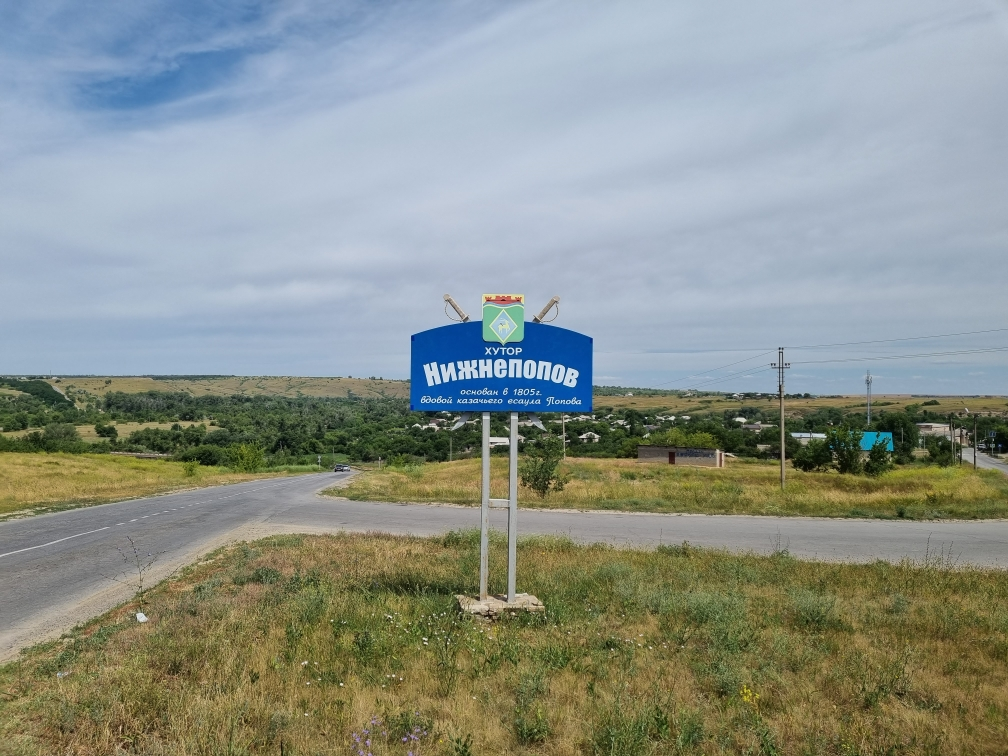 ХУТОР
Нижнепопов
основан в 1805г.
вдовой казачьего есаула Попова